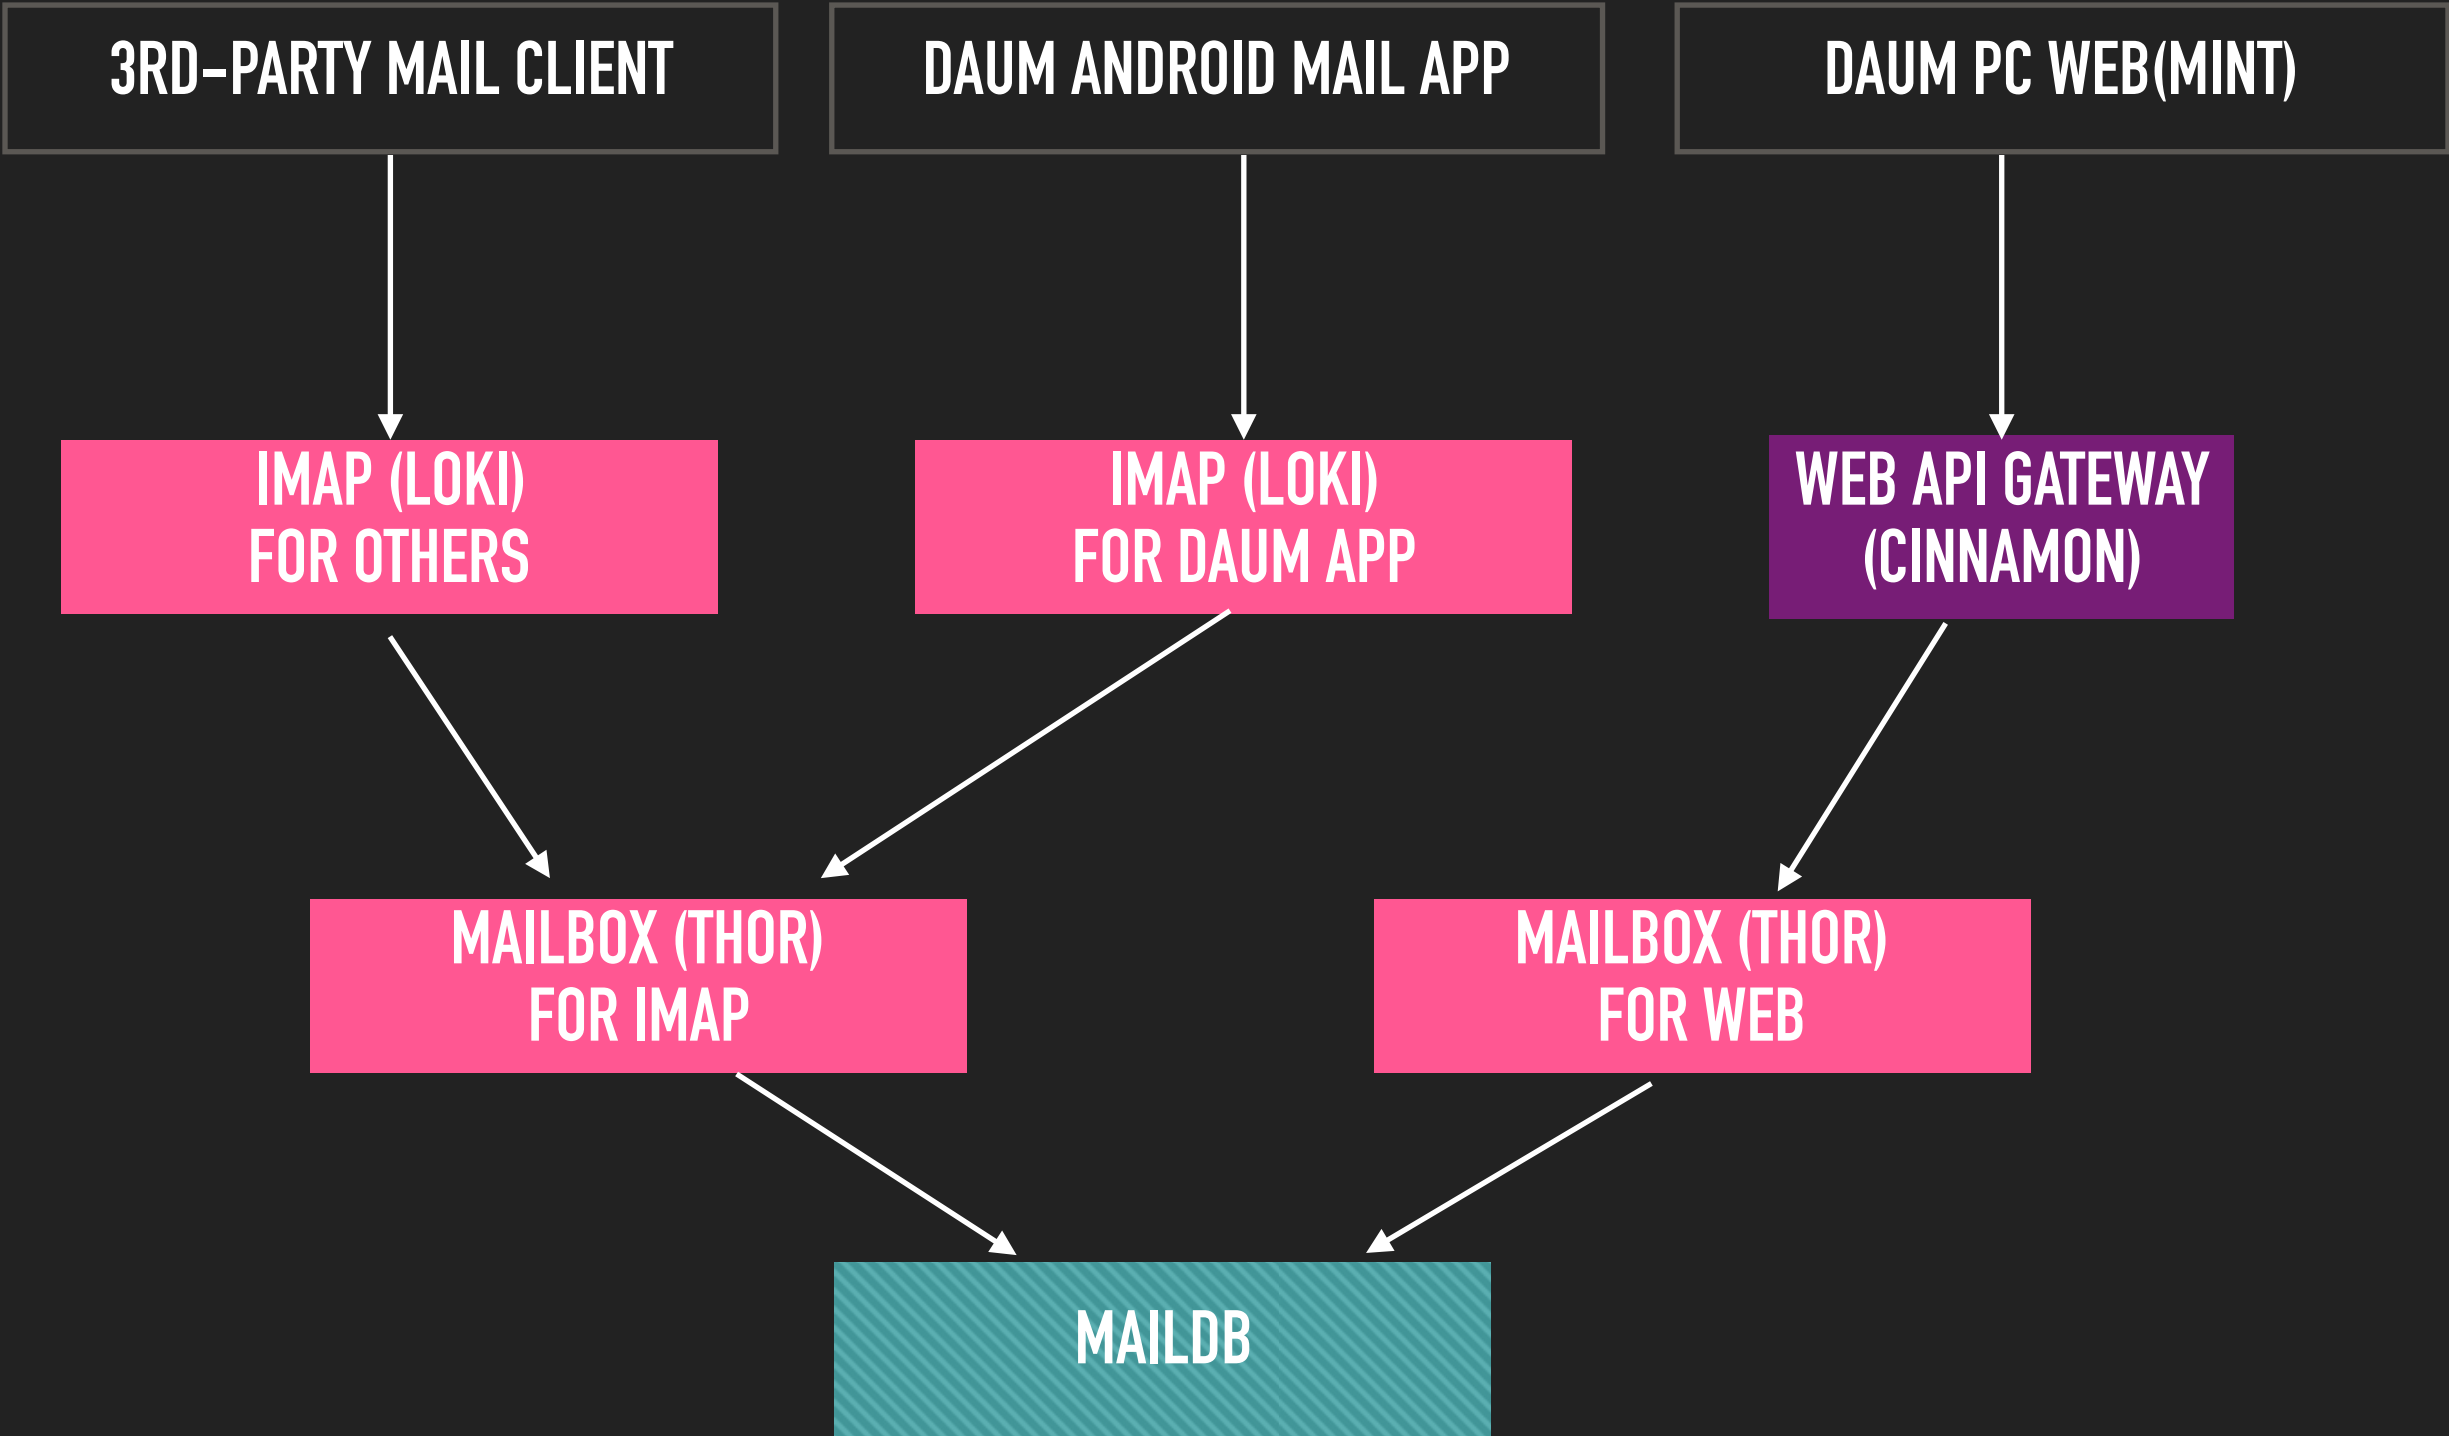 3RD-PARTY MAIL CLIENT
DAUM ANDROID MAIL APP
DAUM PC WEB(MINT)
IMAP (LOKI)
FOR OTHERS
IMAP (LOKI)
FOR DAUM APP
WEB API GATEWAY
(CINNAMON)
MAILBOX (THOR)
FOR IMAP
MAILBOX (THOR)
FOR WEB
MAILDB